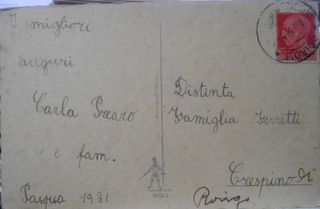 I migliori
auguri
Carla Prearo
e fam.
Pasqua 1931
Distinta
Famiglia Ferretti
Crespino di
Rovigo